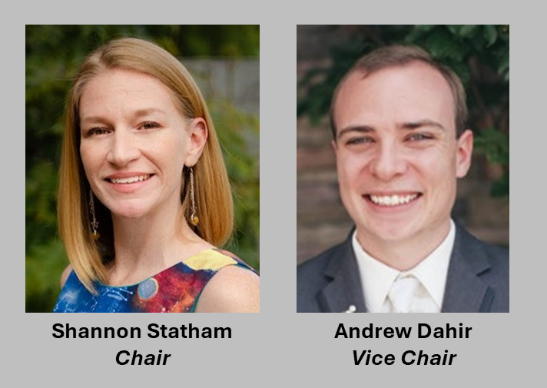 Shannon Statham
Chair
Andrew Dahir
Vice Chair